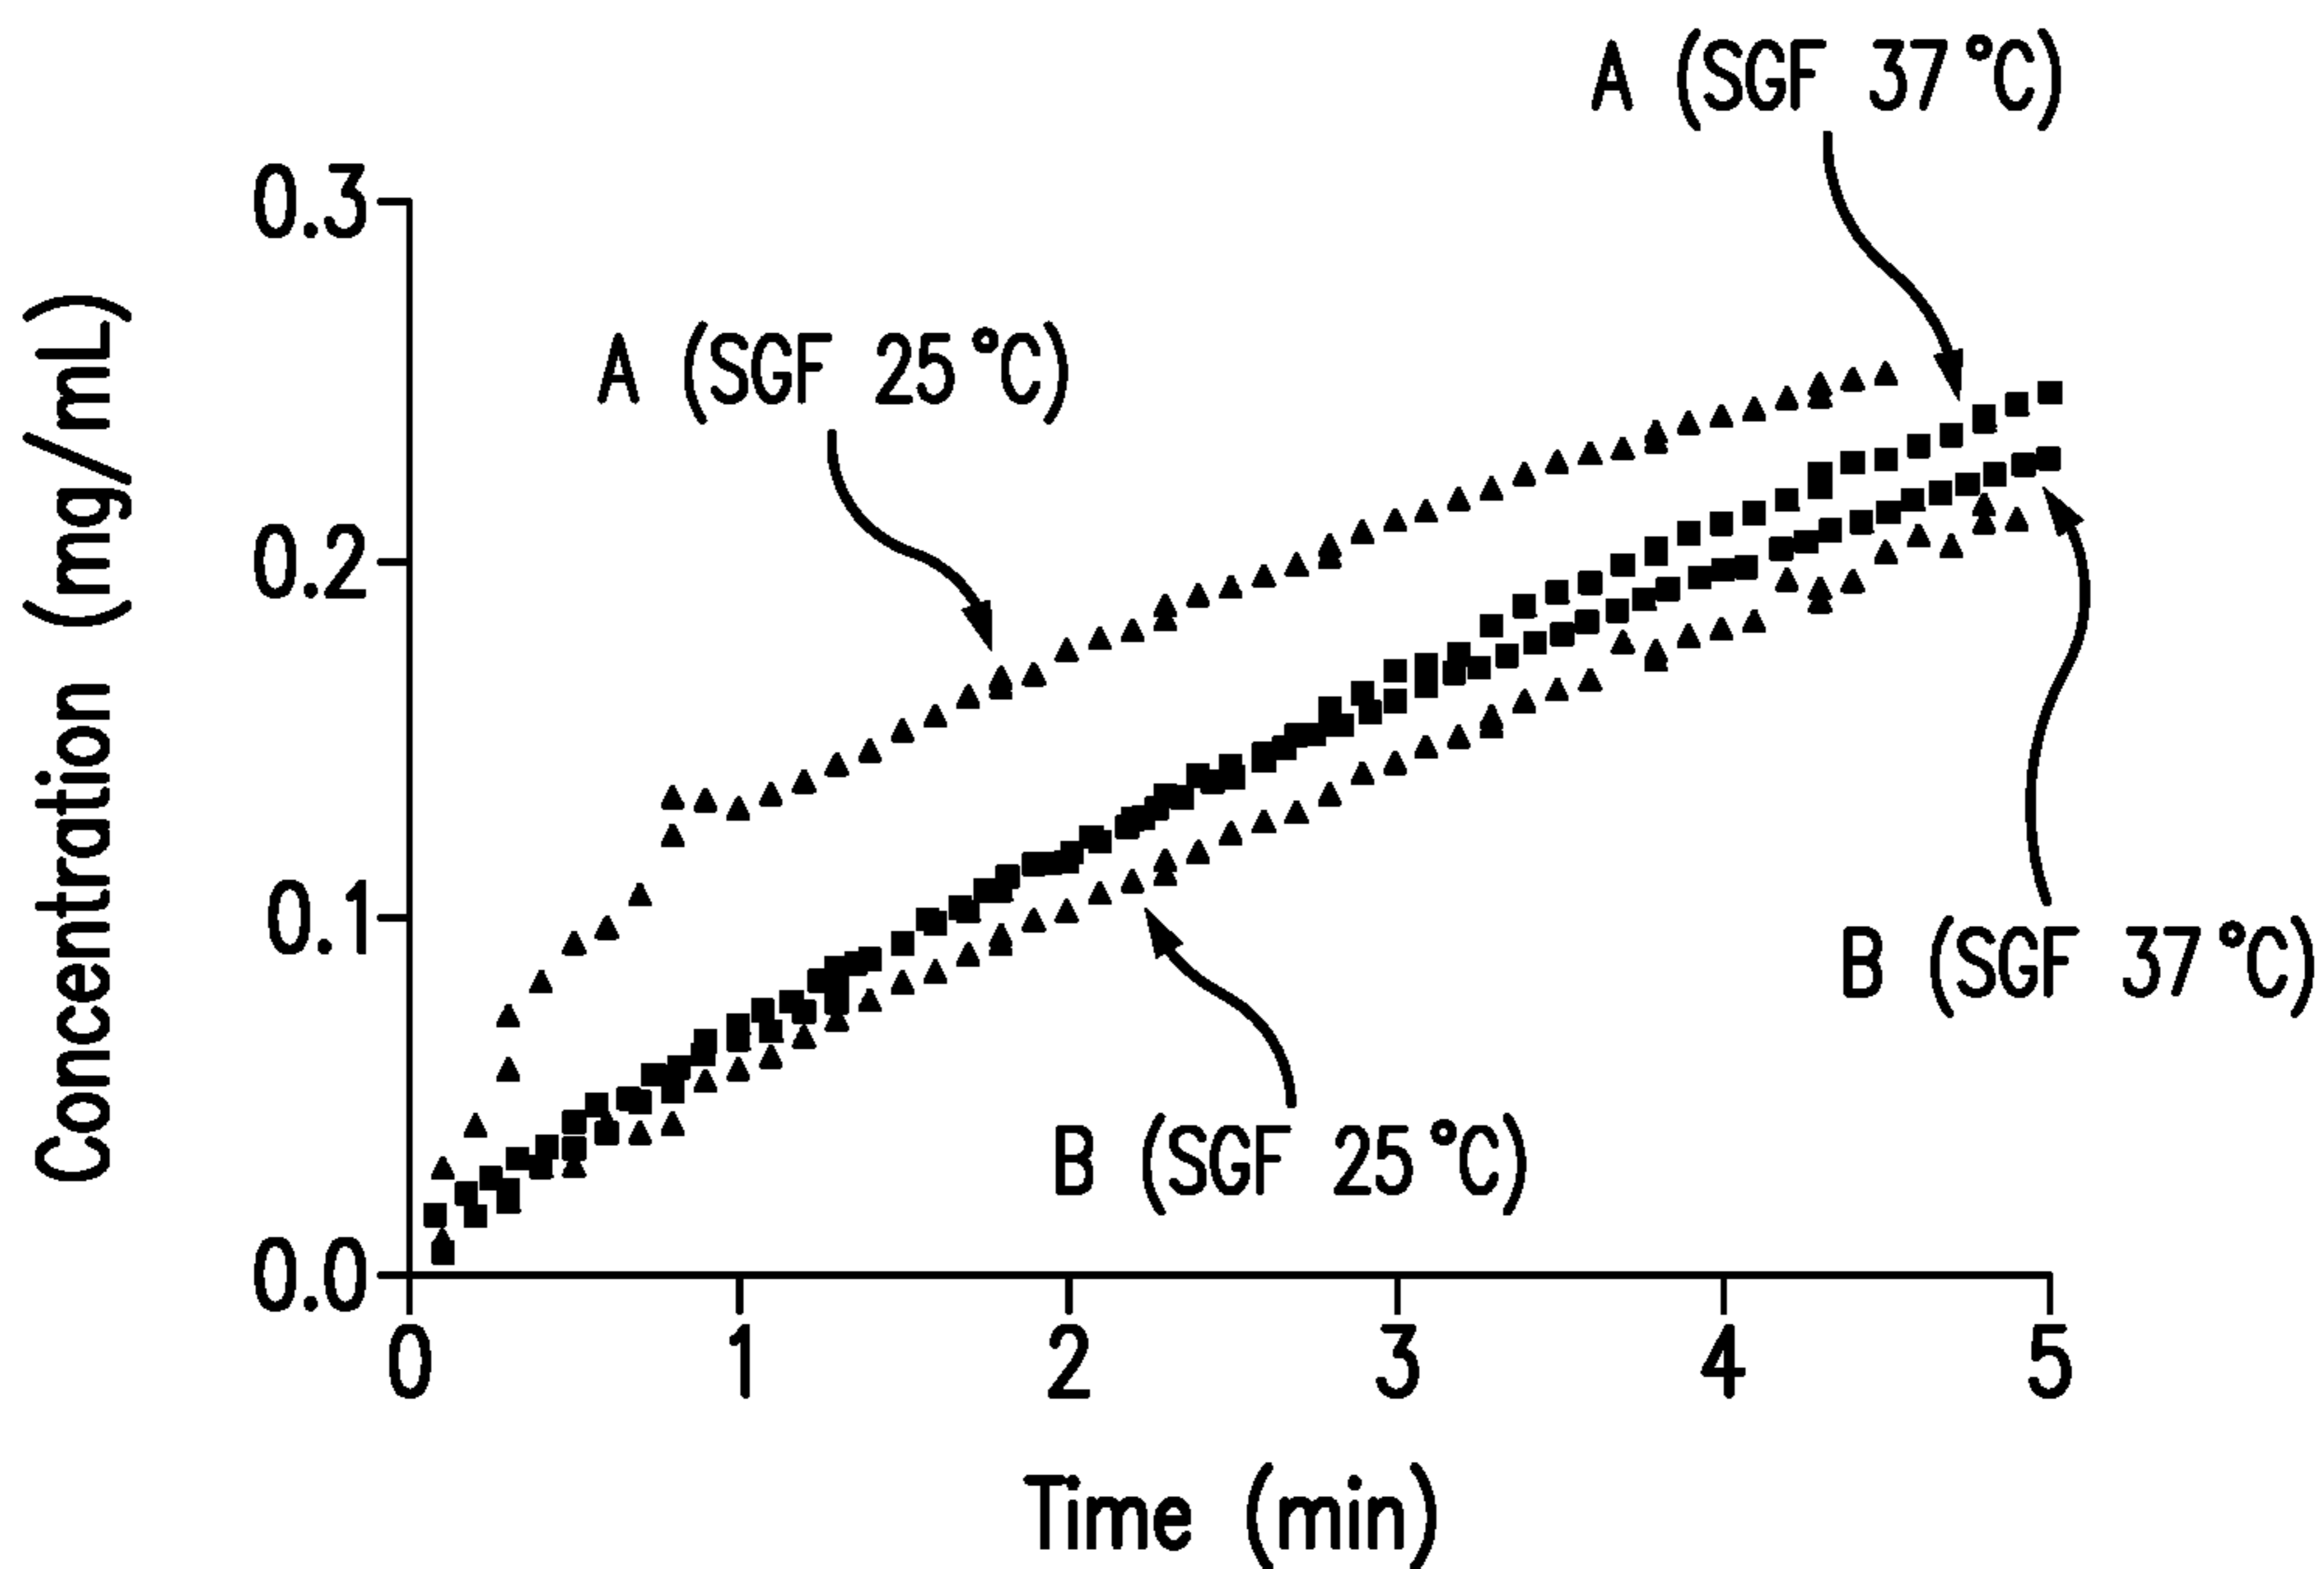 A (SGF 37°C)
0.3
A (SGF 25°C)
0.2
Concentration (mg/mL)
0.1
B (SGF 37°C)
B (SGF 25°C)
0.0
0 1 2 3 4 5
Time (min)